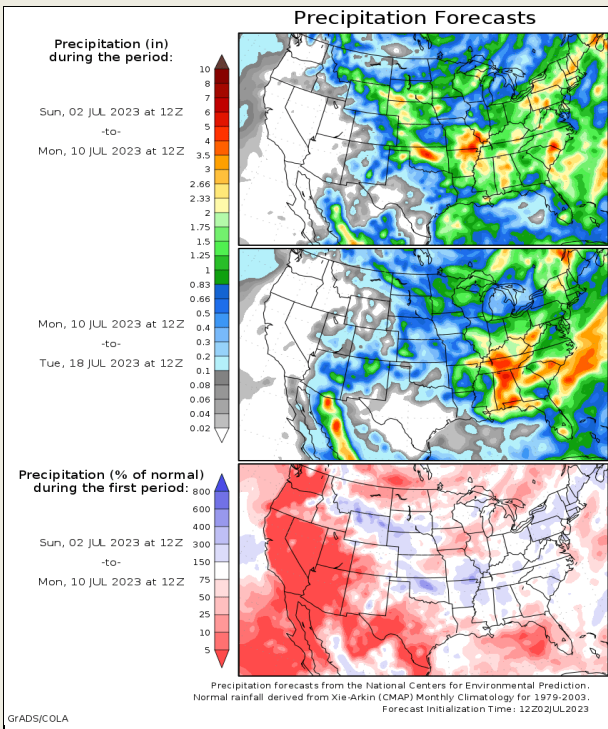 Precipitation Forecasts
Precipitation (in)
during the period:
Sun, 02 JUL 2023 at 12Z
-to-
Mon, 10 JUL 2023 at 12Z
10
8
7
6
5
4
3.5
3
2.66
2.33
2
1.75
1.5
1.25
1
0.83
0.66
0.5
0.4
0.3
0.2
0.1
0.08
0.06
0.04
0.02
Mon, 10 JUL 2023 at 12Z
-to-
Tue, 18 JUL 2023 at 12Z
Precipitation (% of normal)
during the first period:
Sun, 02 JUL 2023 at 12Z
-to-
Mon, 10 JUL 2023 at 12Z
800
600
400
300
150
75
50
25
10
5
Precipitation forecasts from the National Centers for Environmental Prediction.
Normal rainfall derived from Xie-Arkin (CMAP) Monthly Climatology for 1979-2003.
Forecast Initialization Time: 12Z02JUL2023
GrADS/COLA